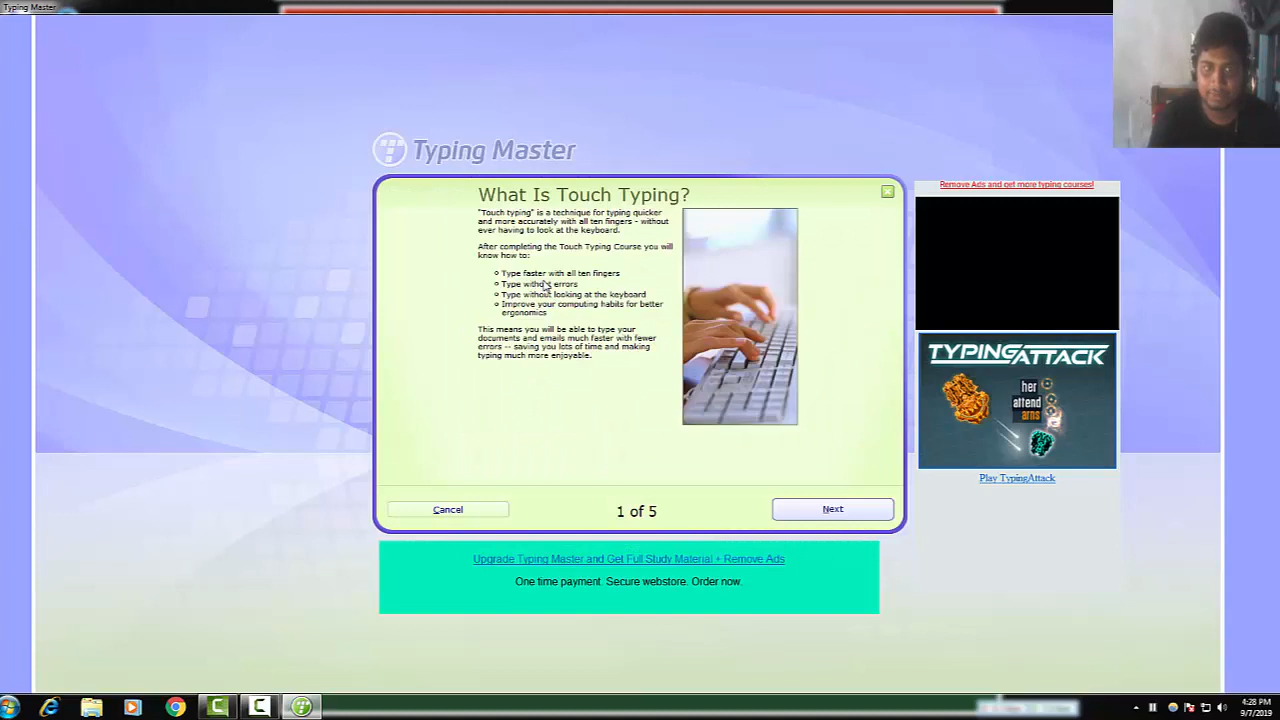 Typing Master
Typing Master
What Is Touch Typing?
"Touch typing" is a technique for typing quicker
and more accurately with all ten fingers - without
ever having to look at the keyboard.
After completing the Touch Typing Course you will
know how to:
Type faster with all ten fingers
Type without errors
Type without looking at the keyboard
Improve your computing habits for better
ergonomics
This means you will be able to type your
documents and emails much faster with fewer
errors -- saving you lots of time and making
typing much more enjoyable.
Cancel
1 of 5
Next
Remove Ads and get more typing courses!
TYPING ATTACK
her
attend
arns
Play TypingAttack
Upgrade Typing Master and Get Full Study Material + Remove Ads
One time payment. Secure webstore. Order now.
4:28 PM
9/7/2019